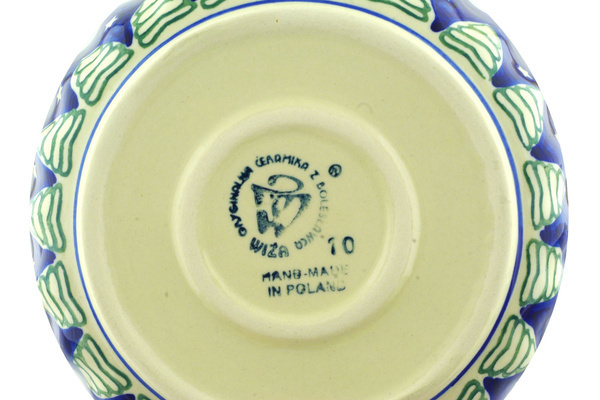 ORYGINALNA CERAMIKA Z BOLESŁAWCA ®
WIZA
10
HAND-MADE
IN POLAND